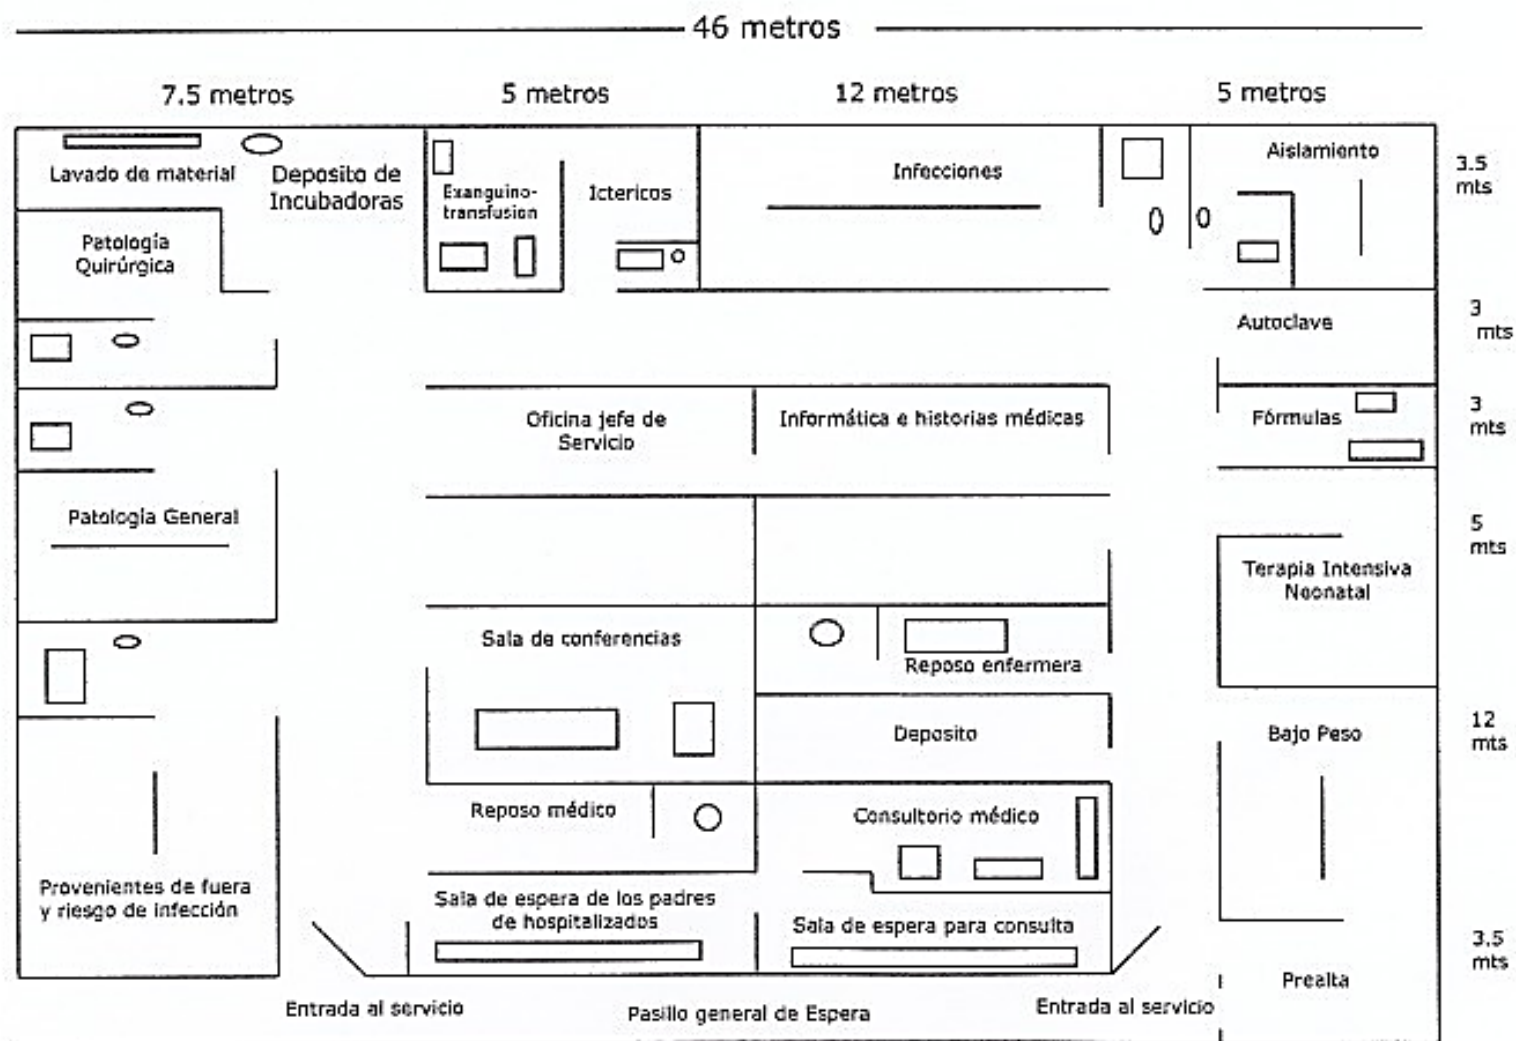 46 metros
7.5 metros
5 metros
12 metros
5 metros
Lavado de material
Deposito de
Incubadoras
Exanguino-
transfusion
Ictericos
Infecciones
Aislamiento
3.5
mts
Patología
Quirúrgica
Autoclave
3
mts
Oficina jefe de
Servicio
Informática e historias médicas
Fórmulas
3
mts
Patología General
5
mts
Terapia Intensiva
Neonatal
Sala de conferencias
Reposo enfermera
Deposito
Bajo Peso
12
mts
Reposo médico
Consultorio médico
Provenientes de fuera
y riesgo de infección
Sala de espera de los padres
de hospitalizados
Sala de espera para consulta
3.5
mts
Prealta
Entrada al servicio
Pasillo general de Espera
Entrada al servicio